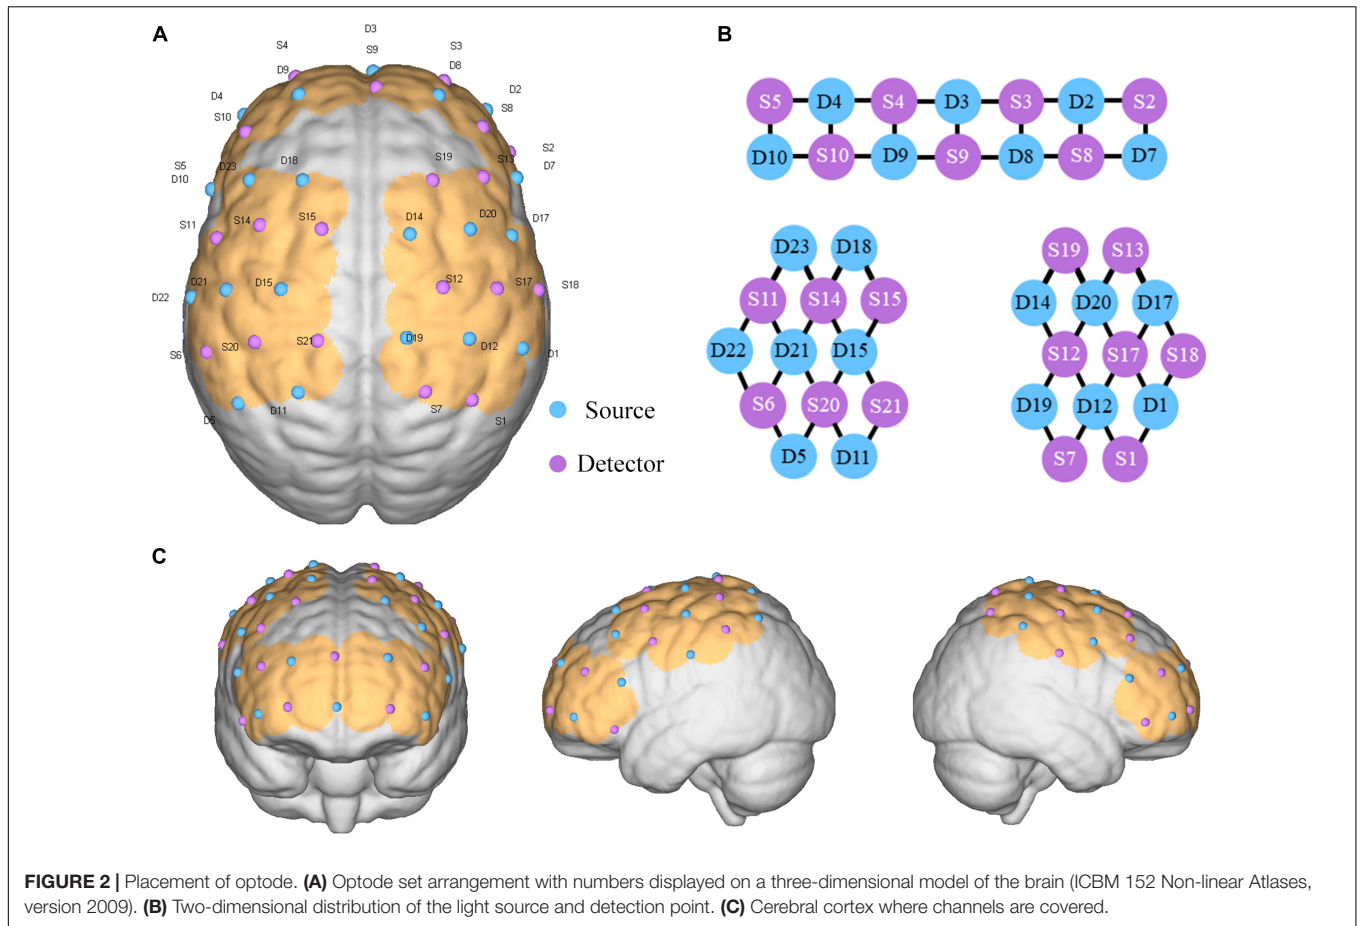 A
D3
S4
S9
S3
D9
D8
D4
D2
S10
S8
S5
D23
D18
S19
S13
S2
D10
D7
S11
S14
S15
D14
D20
D17
D22
D21
D15
S12
S17
S18
S6
S20
S21
D19
D12
D1
D5
D11
S7
S1
Source
Detector
B
S5 D4 S4 D3 S3 D2 S2
D10 S10 D9 S9 D8 S8 D7
D23 D18
S11 S14 S15
D22 D21 D15
S6 S20 S21
D5 D11
S19 S13
D14 D20 D17
S12 S17 S18
D19 D12 D1
S7 S1
C
FIGURE 2 | Placement of optode. (A) Optode set arrangement with numbers displayed on a three-dimensional model of the brain (ICBM 152 Non-linear Atlases,
version 2009). (B) Two-dimensional distribution of the light source and detection point. (C) Cerebral cortex where channels are covered.